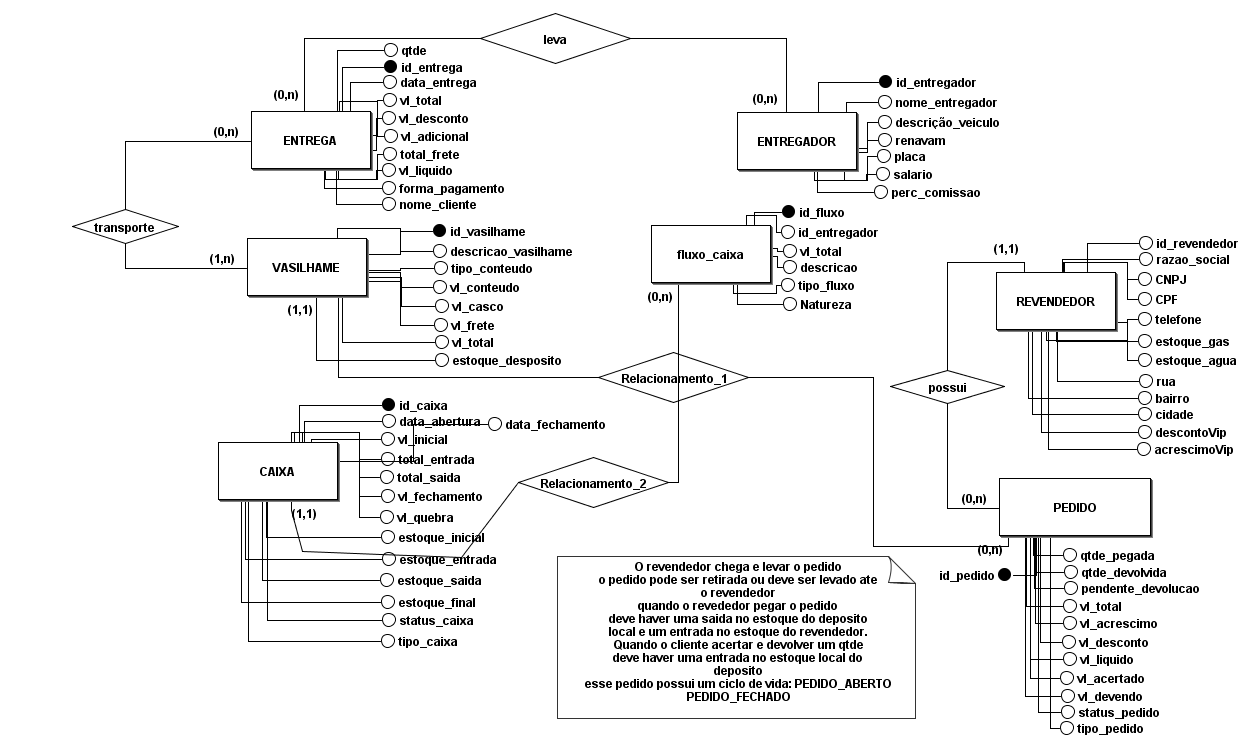 leva
(0,n)
(0,n)
qtde
id_entrega
data_entrega
vl_total
vl_desconto
vl_adicional
total_frete
vl_liquido
forma_pagamento
nome_cliente
ENTREGA
(0,n)
transporte
(1,n)
id_entregador
nome_entregador
descrição_veiculo
renavam
placa
salario
perc_comissao
ENTREGADOR
VASILHAME
(1,1)
id_vasilhame
descricao_vasilhame
tipo_conteudo
vl_conteudo
vl_casco
vl_frete
vl_total
estoque_desposito
fluxo_caixa
(0,n)
id_fluxo
id_entregador
vl_total
descricao
tipo_fluxo
Natureza
(1,1)
REVENDEDOR
id_revendedor
razao_social
CNPJ
CPF
telefone
estoque_gas
estoque_agua
rua
bairro
cidade
descontoVip
acrescimoVip
Relacionamento_1
possui
CAIXA
(1,1)
id_caixa
data_abertura
data_fechamento
vl_inicial
total_entrada
total_saida
vl_fechamento
vl_quebra
estoque_inicial
estoque_entrada
estoque_saida
estoque_final
status_caixa
tipo_caixa
Relacionamento_2
(0,n)
PEDIDO
(0,n)
id_pedido
qtde_pegada
qtde_devolvida
pendente_devolucao
vl_total
vl_acrescimo
vl_desconto
vl_liquido
vl_acertado
vl_devendo
status_pedido
tipo_pedido
O revendedor chega e levar o pedido
o pedido pode ser retirada ou deve ser levado ate
o revendedor
quando o revededor pegar o pedido
deve haver uma saida no estoque do deposito
local e um entrada no estoque do revendedor.
Quando o cliente acertar e devolver um qtde
deve haver uma entrada no estoque local do
deposito
esse pedido possui um ciclo de vida: PEDIDO_ABERTO
PEDIDO_FECHADO